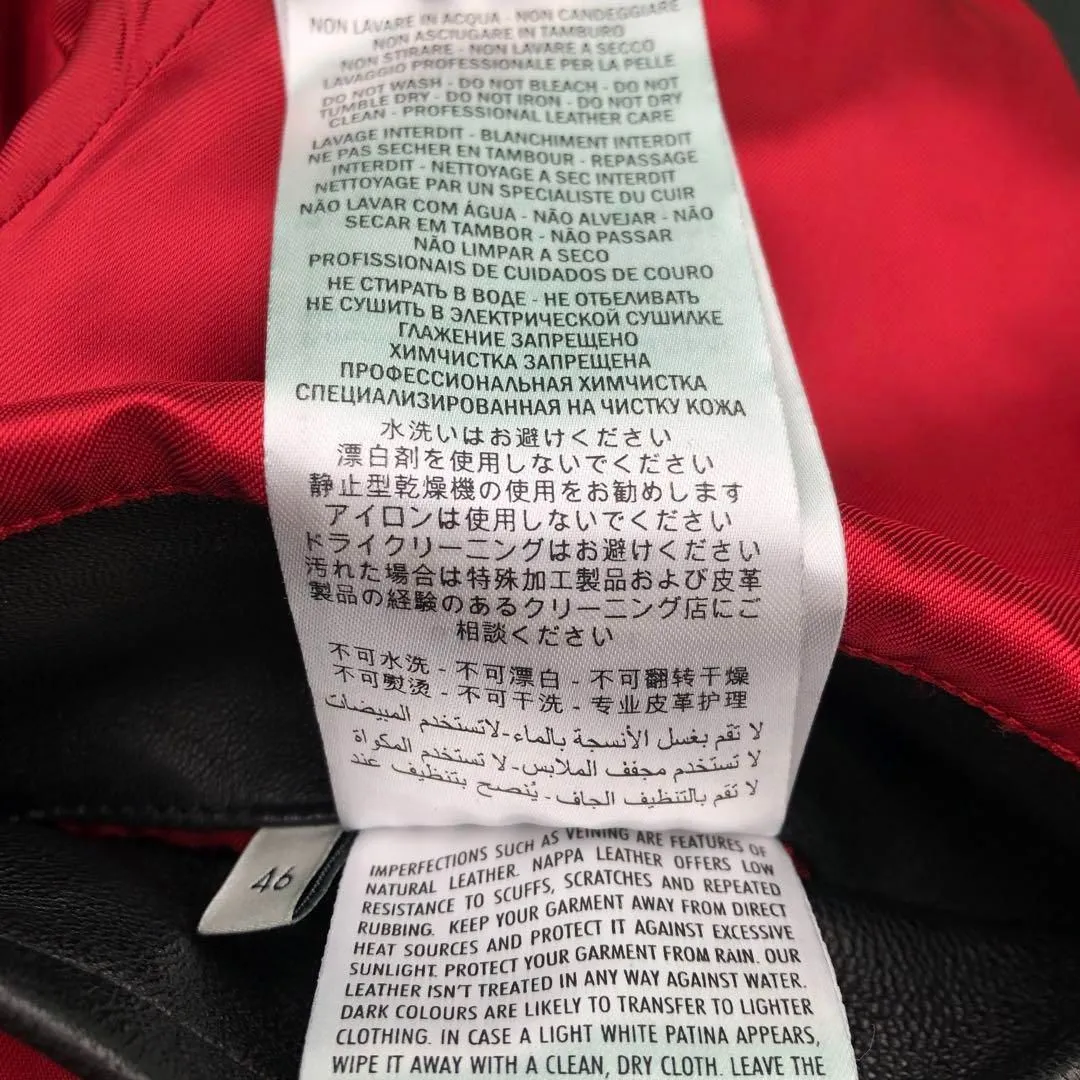 NON LAVARE IN ACQUA - NON CANDEGGIARE
NON ASCIUGARE IN TAMBURO
NON STIRARE - NON LAVARE A SECCO
LAVAGGIO PROFESSIONALE PER LA PELLE
DO NOT WASH - DO NOT BLEACH - DO NOT
TUMBLE DRY - DO NOT IRON - DO NOT DRY
CLEAN - PROFESSIONAL LEATHER CARE
LAVAGE INTERDIT - BLANCHIMENT INTERDIT
NE PAS SECHER EN TAMBOUR - REPASSAGE
INTERDIT - NETTOYAGE A SEC INTERDIT
NETTOYAGE PAR UN SPECIALISTE DU CUIR
NÃO LAVAR COM ÁGUA - NÃO ALVEJAR - NÃO
SECAR EM TAMBOR - NÃO PASSAR
NÃO LIMPAR A SECO
PROFISSIONAIS DE CUIDADOS DE COURO
НЕ СТИРАТЬ В ВОДЕ - НЕ ОТБЕЛИВАТЬ
НЕ СУШИТЬ В ЭЛЕКТРИЧЕСКОЙ СУШИЛКЕ
ГЛАЖЕНИЕ ЗАПРЕЩЕНО
ХИМЧИСТКА ЗАПРЕЩЕНА
ПРОФЕССИОНАЛЬНАЯ ХИМЧИСТКА
СПЕЦИАЛИЗИРОВАННАЯ НА ЧИСТКУ КОЖА
水洗いはお避けください
漂白剤を使用しないでください
静止型乾燥機の使用をお勧めします
アイロンは使用しないでください
ドライクリーニングはお避けください
汚れた場合は特殊加工製品および皮革
製品の経験のあるクリーニング店にご
相談ください
不可水洗 - 不可漂白 - 不可翻转干燥
不可熨烫 - 不可干洗 - 专业皮革护理
لا تقم بغسل الأنسجة بالماء-لاتستخدم المبيضات
لا تستخدم مجفف الملابس-لا تستخدم المكواة
لا تقم بالتنظيف الجاف - يُنصح بتنظيف عند
46
IMPERFECTIONS SUCH AS VEINING ARE FEATURES OF
NATURAL LEATHER. NAPPA LEATHER OFFERS LOW
RESISTANCE TO SCUFFS, SCRATCHES AND REPEATED
RUBBING. KEEP YOUR GARMENT AWAY FROM DIRECT
HEAT SOURCES AND PROTECT IT AGAINST EXCESSIVE
SUNLIGHT. PROTECT YOUR GARMENT FROM RAIN. OUR
LEATHER ISN'T TREATED IN ANY WAY AGAINST WATER.
DARK COLOURS ARE LIKELY TO TRANSFER TO LIGHTER
CLOTHING. IN CASE A LIGHT WHITE PATINA APPEARS,
WIPE IT AWAY WITH A CLEAN, DRY CLOTH. LEAVE THE